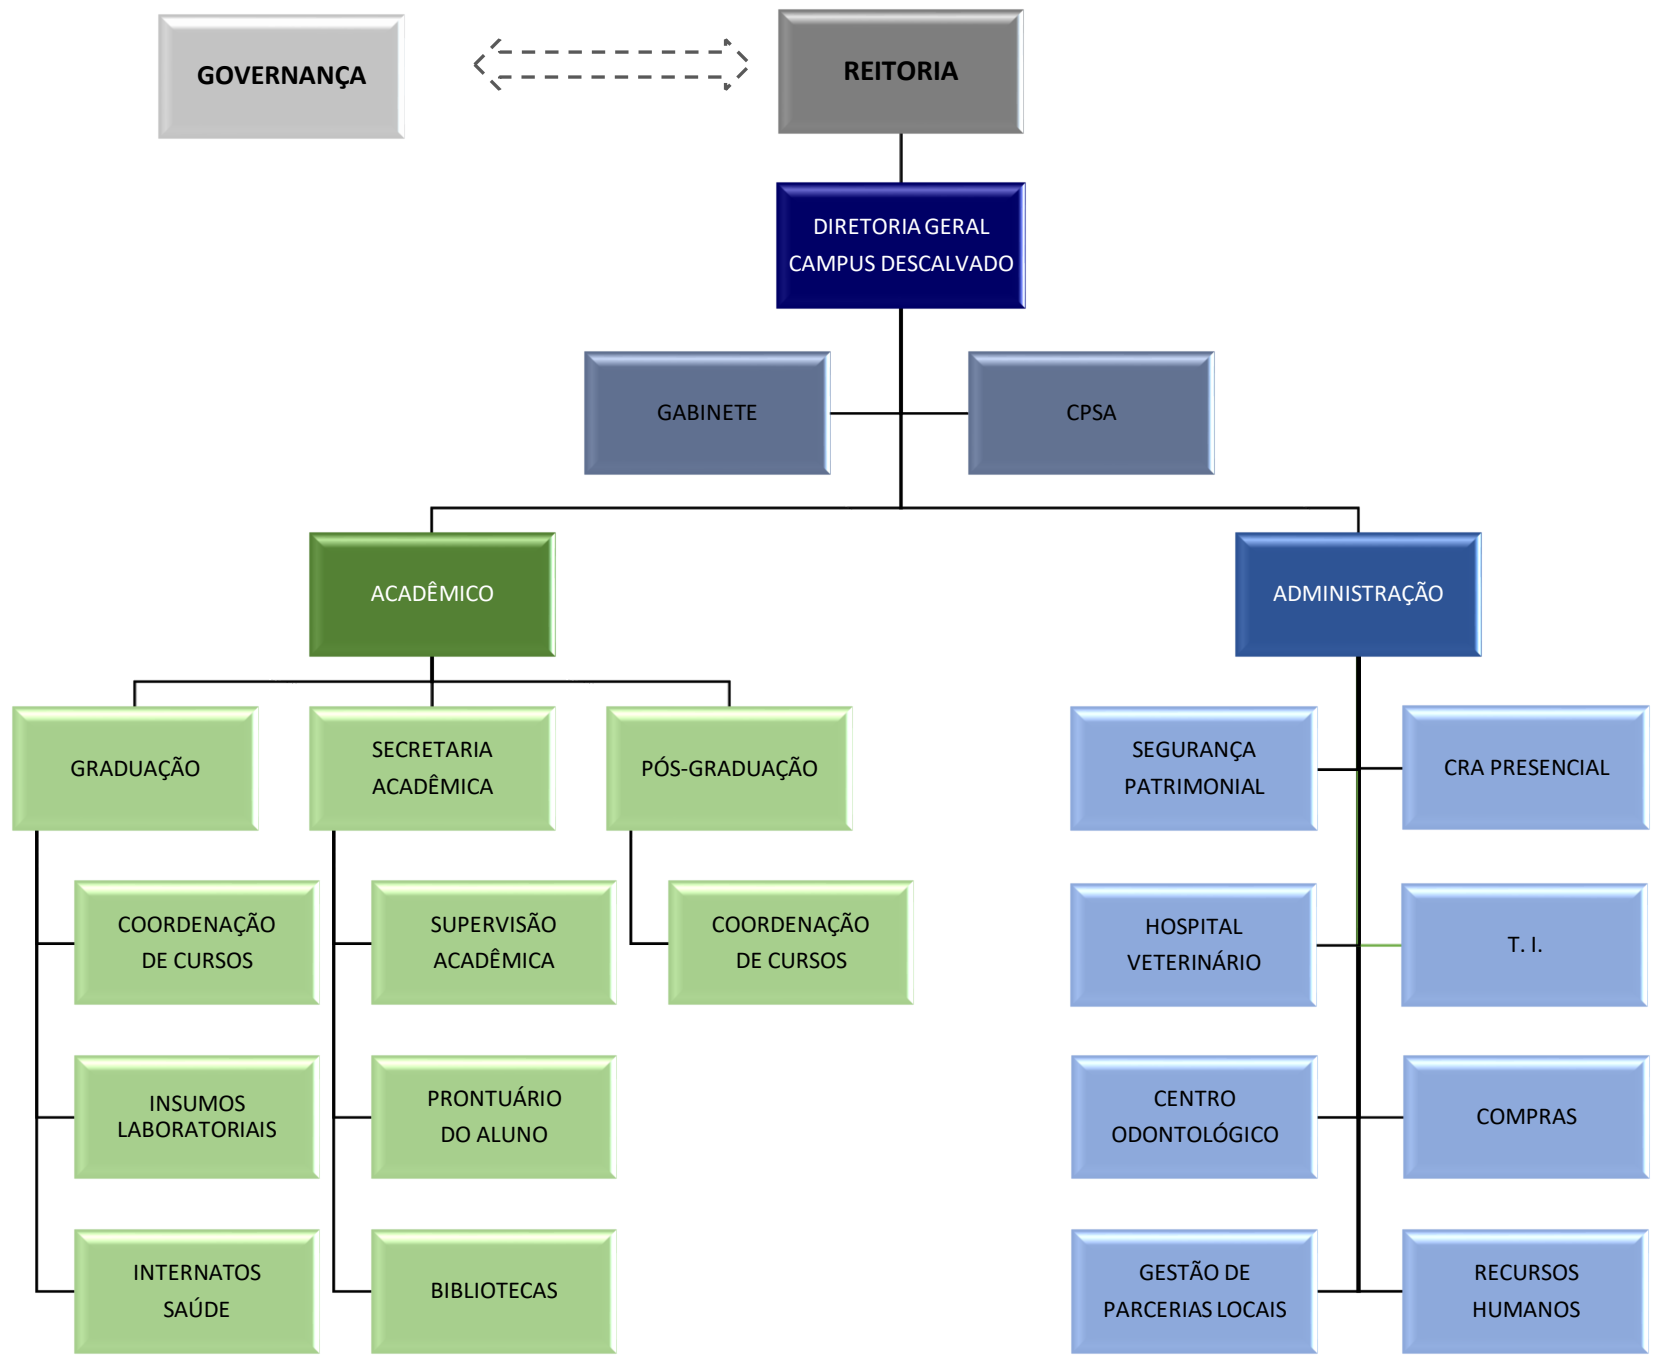 GOVERNANÇA
REITORIA
DIRETORIA GERAL
CAMPUS DESCALVADO
GABINETE
CPSA
ACADÊMICO
ADMINISTRAÇÃO
GRADUAÇÃO
SECRETARIA
ACADÊMICA
PÓS-GRADUAÇÃO
SEGURANÇA
PATRIMONIAL
CRA PRESENCIAL
COORDENAÇÃO
DE CURSOS
SUPERVISÃO
ACADÊMICA
COORDENAÇÃO
DE CURSOS
HOSPITAL
VETERINÁRIO
T. I.
INSUMOS
LABORATORIAIS
PRONTUÁRIO
DO ALUNO
CENTRO
ODONTOLÓGICO
COMPRAS
INTERNATOS
SAÚDE
BIBLIOTECAS
GESTÃO DE
PARCERIAS LOCAIS
RECURSOS
HUMANOS